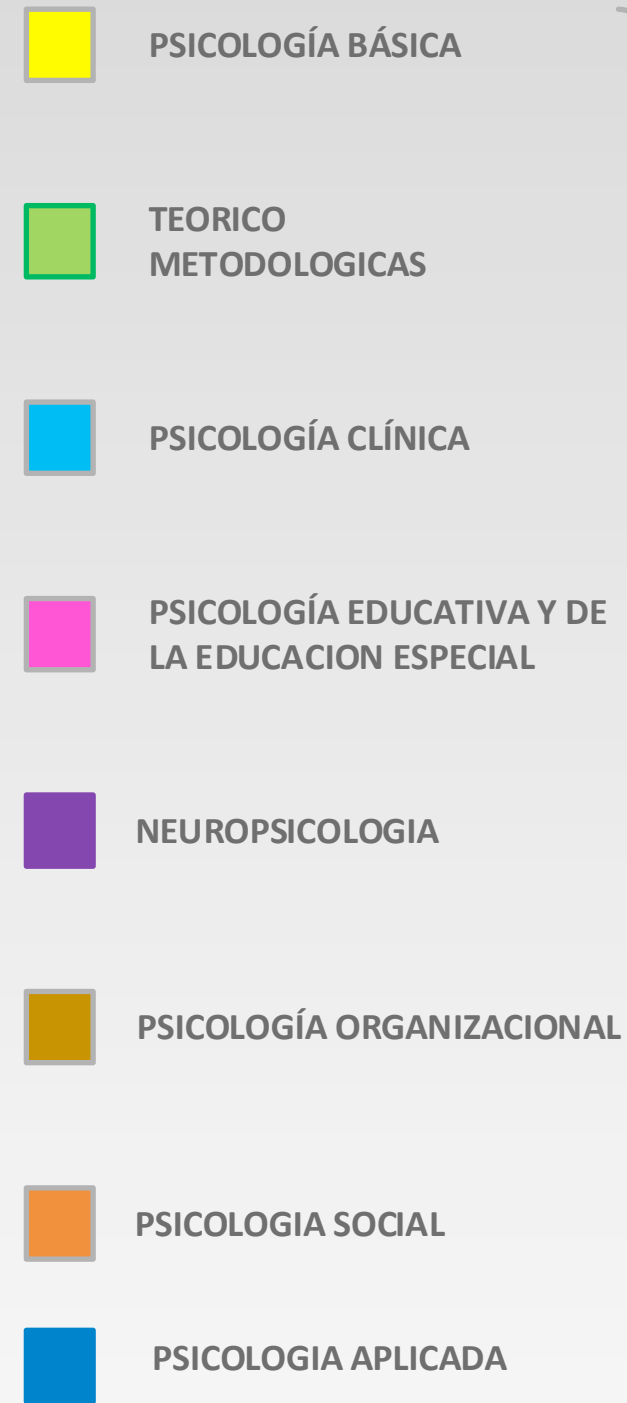 PSICOLOGÍA BÁSICA
TEORICO
METODOLOGICAS
PSICOLOGÍA CLÍNICA
PSICOLOGÍA EDUCATIVA Y DE
LA EDUCACION ESPECIAL
NEUROPSICOLOGIA
PSICOLOGÍA ORGANIZACIONAL
PSICOLOGIA SOCIAL
PSICOLOGIA APLICADA